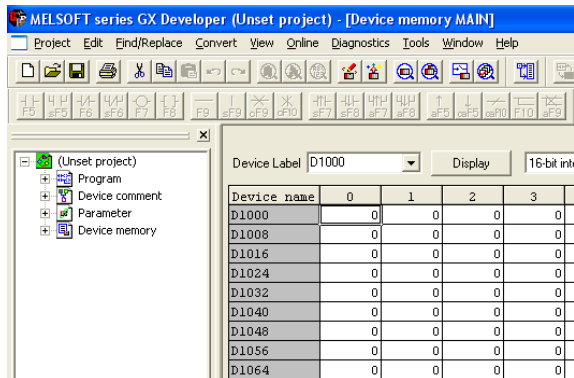 MELSOFT series GX Developer (Unset project) - [Device memory MAIN]
Project Edit Find/Replace Convert View Online Diagnostics Tools Window Help
F5 sF5 F6 sF6 F7 F8 F9 sF9 cF9 cF10 sF7 sF8 aF7 aF8 aF5 caF5 caF10 F10 aF9
(Unset project)
Program
Device comment
Parameter
Device memory
Device Label D1000 Display 16-bit int
Device name 0 1 2 3
D1000 0 0 0 0
D1008 0 0 0 0
D1016 0 0 0 0
D1024 0 0 0 0
D1032 0 0 0 0
D1040 0 0 0 0
D1048 0 0 0 0
D1056 0 0 0 0
D1064 0 0 0 0